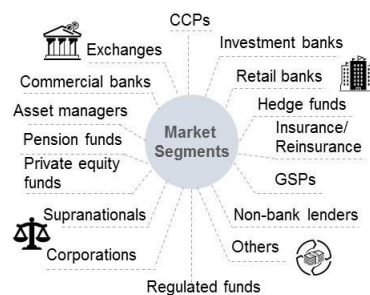 CCPs
Exchanges
Investment banks
Commercial banks
Retail banks
Asset managers
Hedge funds
Pension funds
Market
Segments
Insurance/
Reinsurance
Private equity
funds
GSPs
Supranationals
Non-bank lenders
Corporations
Others
Regulated funds